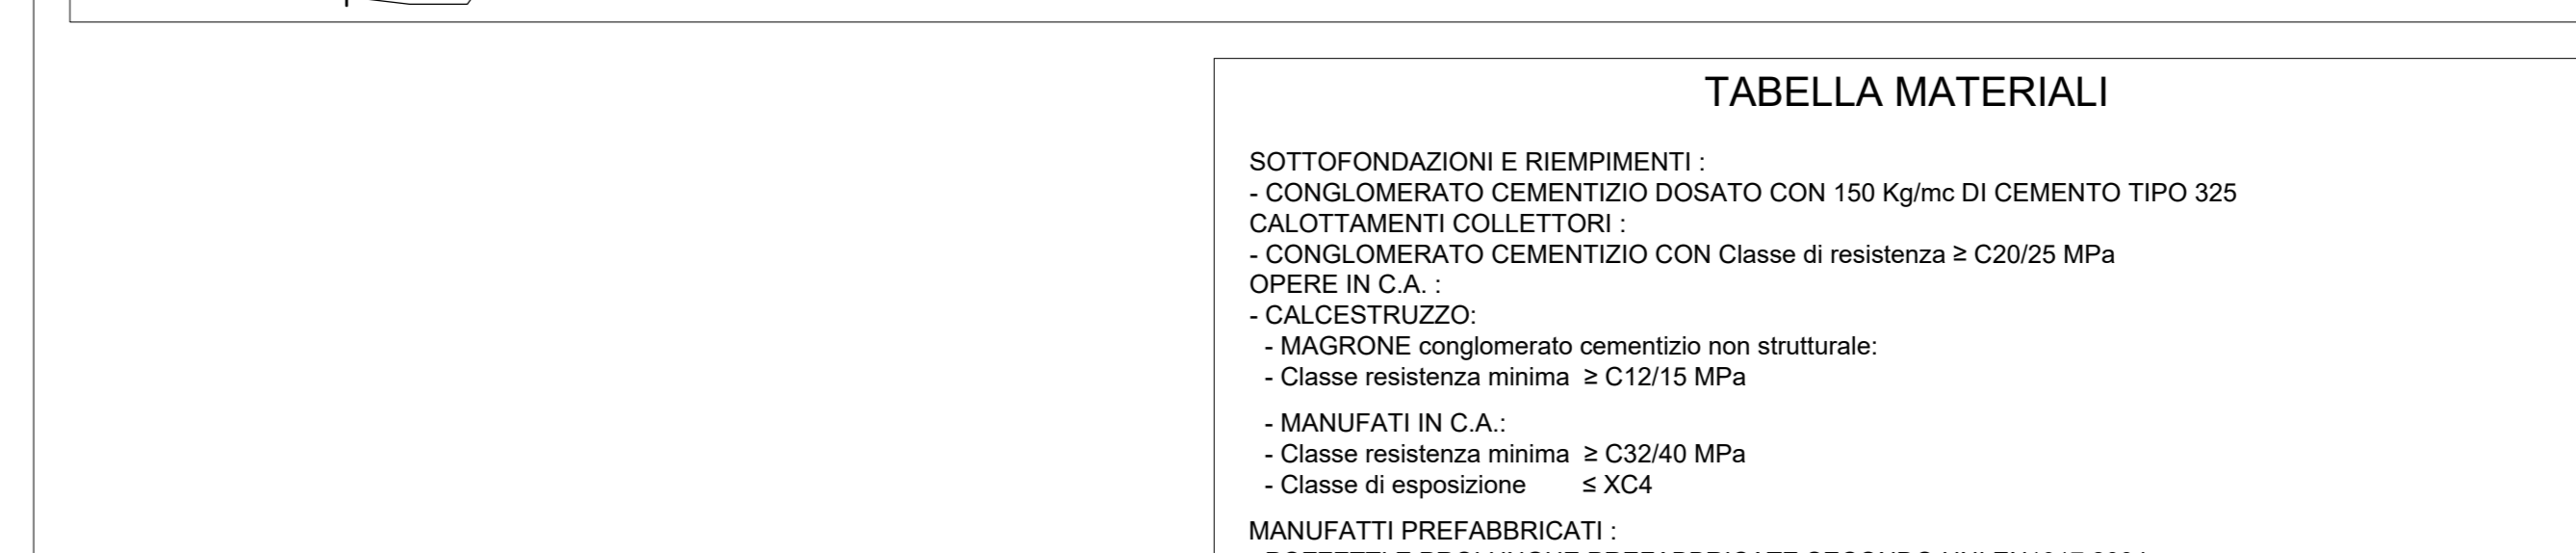 TABELLA MATERIALI
SOTTOFONDAZIONI E RIEMPIMENTI :
- CONGLOMERATO CEMENTIZIO DOSATO CON 150 Kg/mc DI CEMENTO TIPO 325
CALOTTAMENTI COLLETTORI :
- CONGLOMERATO CEMENTIZIO CON Classe di resistenza ≥ C20/25 MPa
OPERE IN C.A. :
- CALCESTRUZZO:
- MAGRONE conglomerato cementizio non strutturale:
- Classe resistenza minima ≥ C12/15 MPa
- MANUFATI IN C.A.:
- Classe resistenza minima ≥ C32/40 MPa
- Classe di esposizione ≤ XC4
MANUFATTI PREFABBRICATI :